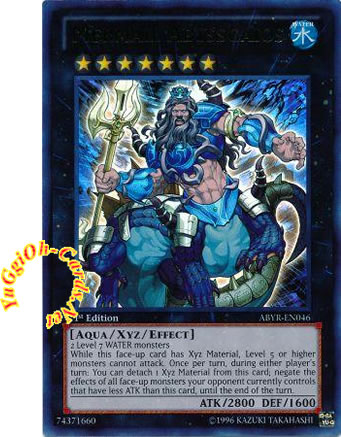 WATER
水
YuGgiOh-Cards.Net
1st Edition
ABYR-EN046
[AQUA/XYZ/EFFECT]
2 Level 7 WATER monsters
While this face-up card has Xyz Material, Level 5 or higher
monsters cannot attack. Once per turn, during either player's
turn: You can detach 1 Xyz Material from this card; negate the
effects of all face-up monsters your opponent currently controls
that have less ATK than this card, until the end of the turn.
ATK/2800 DEF/1600
74371660
©1996 KAZUKI TAKAHASHI